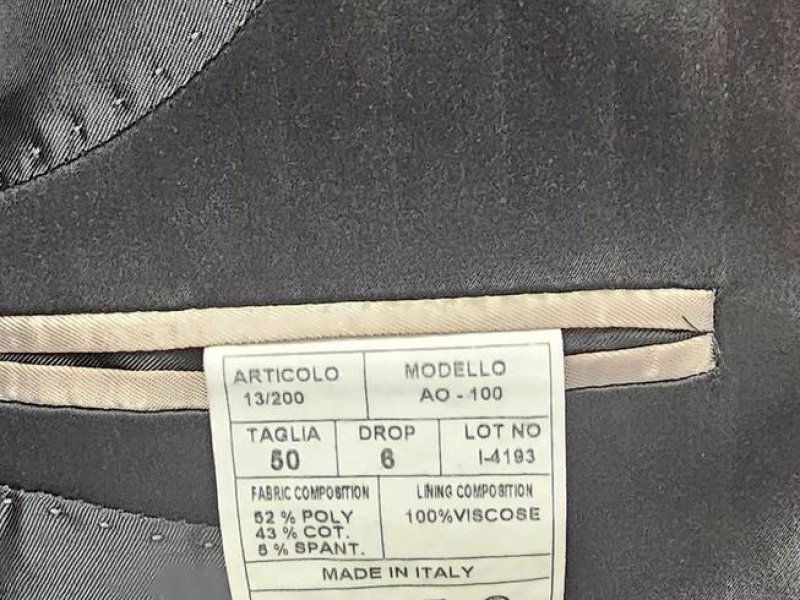 ARTICOLO
13/200
MODELLO
AO - 100
TAGLIA
50
DROP
6
LOT NO
I-4193
FABRIC COMPOSITION
52 % POLY
43 % COT.
5 % SPANT.
LINING COMPOSITION
100%VISCOSE
MADE IN ITALY